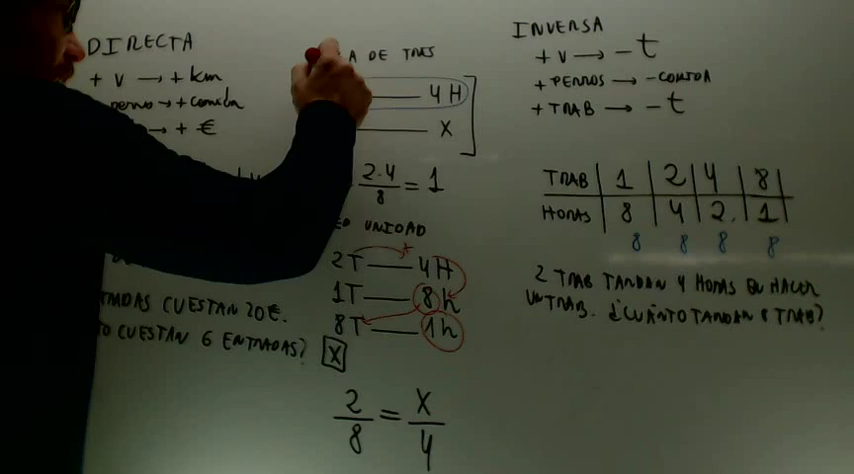 DIRECTA
+ V → + km
→ + comida
→ + €
MADAS CUESTAN 20€.
CUESTAN 6 ENTRADAS?
A DE TRES
4 H
X
2·4/8 = 1
UNIDAD
2T — 4H
1T — 8h
8T — 1h
X
2/8 = X/4
INVERSA
+ V → - t
+ PERROS → - COMIDA
+ TRAB → - t
TRAB | 1 | 2 | 4 | 8
HORAS | 8 | 4 | 2 | 1
8 8 8 8
2 TRAB TARDAN 4 HORAS EN HACER
UN TRAB. ¿CUÁNTO TARDAN 8 TRAB?